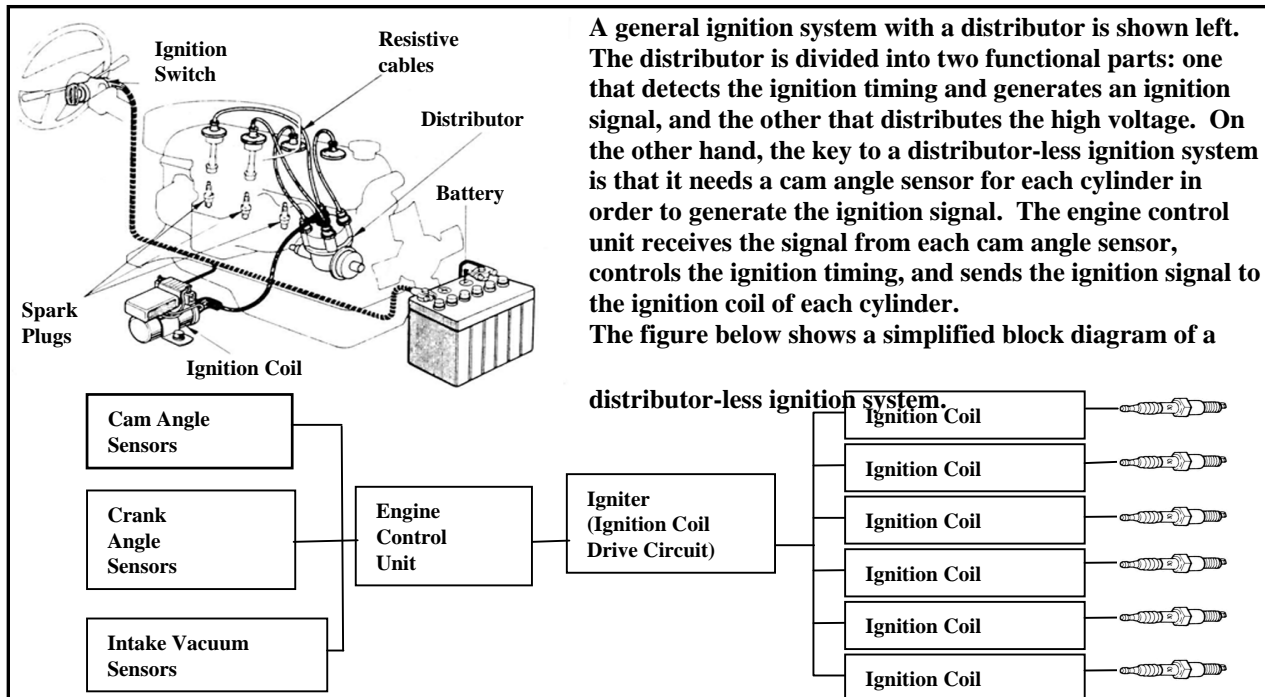 Ignition
Switch
Resistive
cables
Distributor
Battery
Spark
Plugs
Ignition Coil
A general ignition system with a distributor is shown left.
The distributor is divided into two functional parts: one
that detects the ignition timing and generates an ignition
signal, and the other that distributes the high voltage. On
the other hand, the key to a distributor-less ignition system
is that it needs a cam angle sensor for each cylinder in
order to generate the ignition signal. The engine control
unit receives the signal from each cam angle sensor,
controls the ignition timing, and sends the ignition signal to
the ignition coil of each cylinder.
The figure below shows a simplified block diagram of a
distributor-less ignition system.
Cam Angle
Sensors
Crank
Angle
Sensors
Intake Vacuum
Sensors
Engine
Control
Unit
Igniter
(Ignition Coil
Drive Circuit)
Ignition Coil
Ignition Coil
Ignition Coil
Ignition Coil
Ignition Coil
Ignition Coil